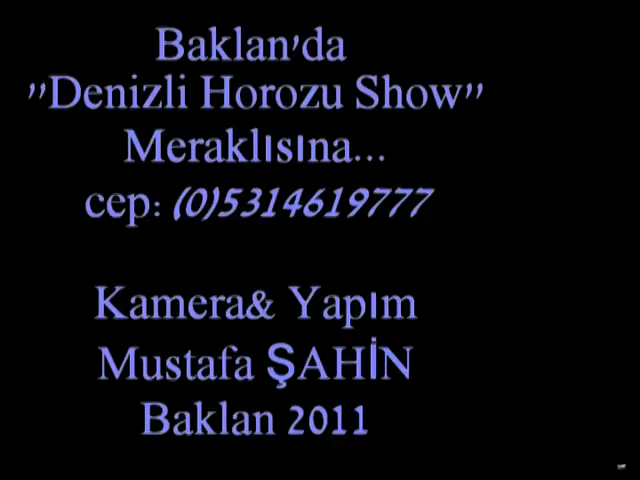 Baklan'da
"Denizli Horozu Show"
Meraklısına...
cep: (0)5314619777
Kamera& Yapım
Mustafa ŞAHİN
Baklan 2011